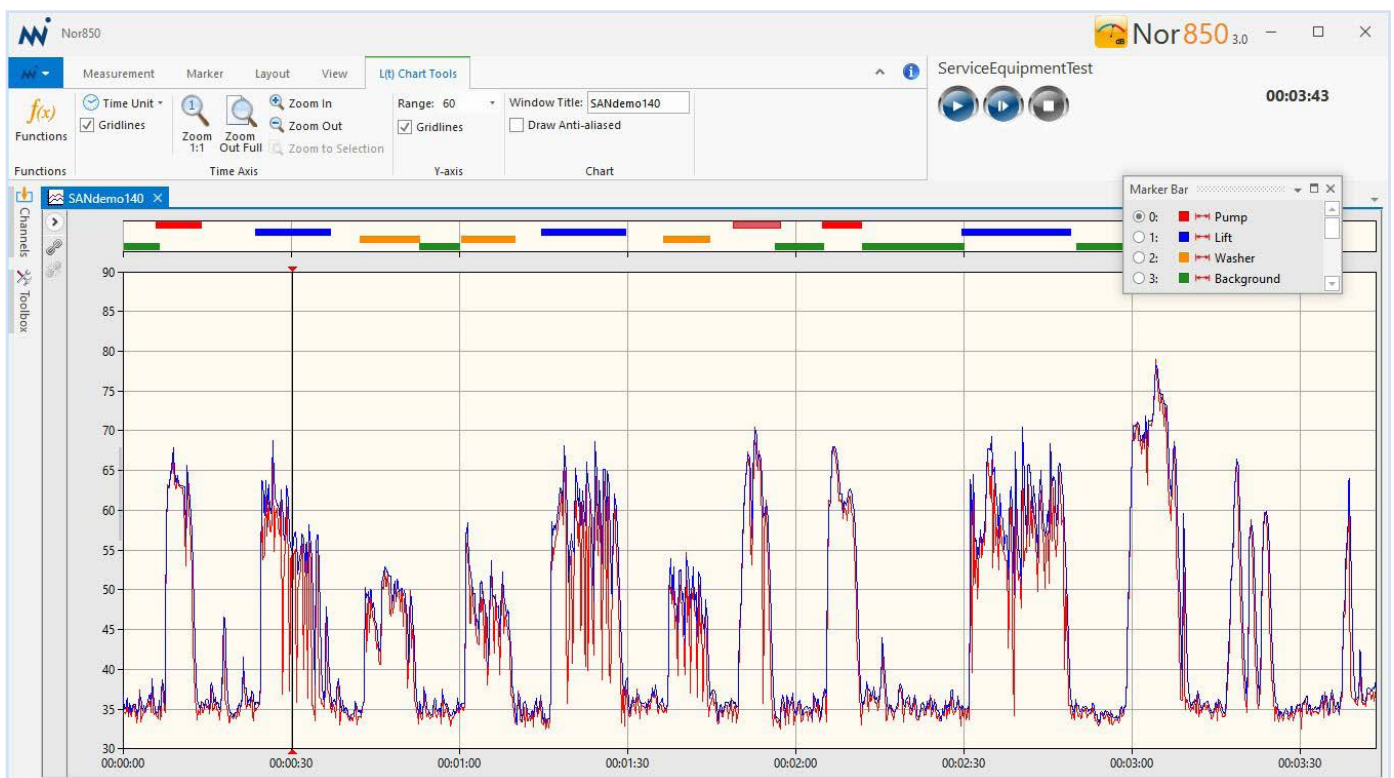 Nor850
Nor850 3.0
Measurement Marker Layout View L(t) Chart Tools
ServiceEquipmentTest
00:03:43
f(x)
Functions
Time Unit
Gridlines
1
Zoom 1:1
Zoom Out Full
Zoom In
Zoom Out
Zoom to Selection
Range: 60
Gridlines
Window Title: SANdemo140
Draw Anti-aliased
Functions Time Axis Y-axis Chart
Channels
Toolbox
SANdemo140
Marker Bar
0: Pump
1: Lift
2: Washer
3: Background
90
85
80
75
70
65
60
55
50
45
40
35
30
00:00:00 00:00:30 00:01:00 00:01:30 00:02:00 00:02:30 00:03:00 00:03:30